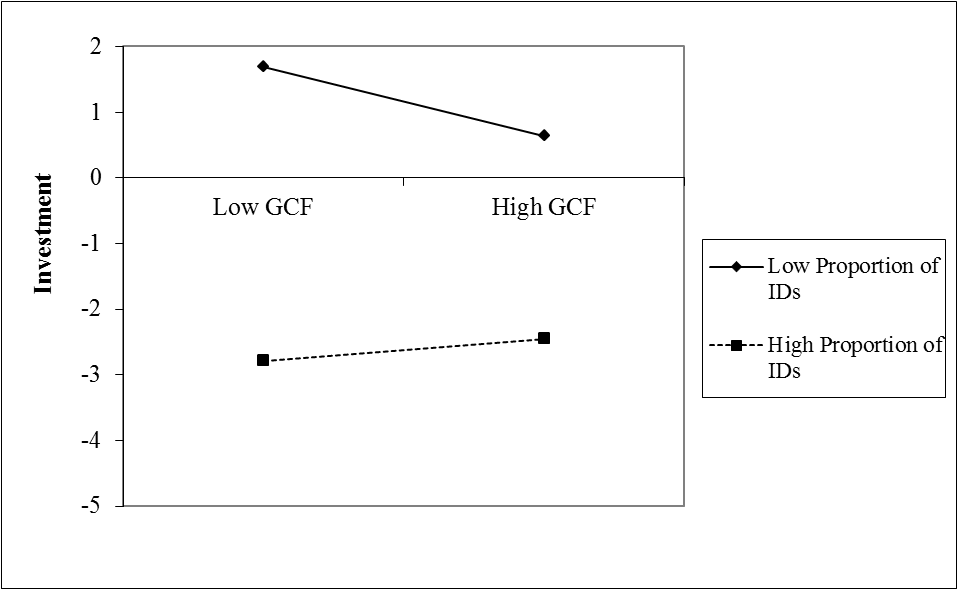 2
1
0
-1
-2
-3
-4
-5
Investment
Low GCF
High GCF
Low Proportion of
IDs
High Proportion of
IDs